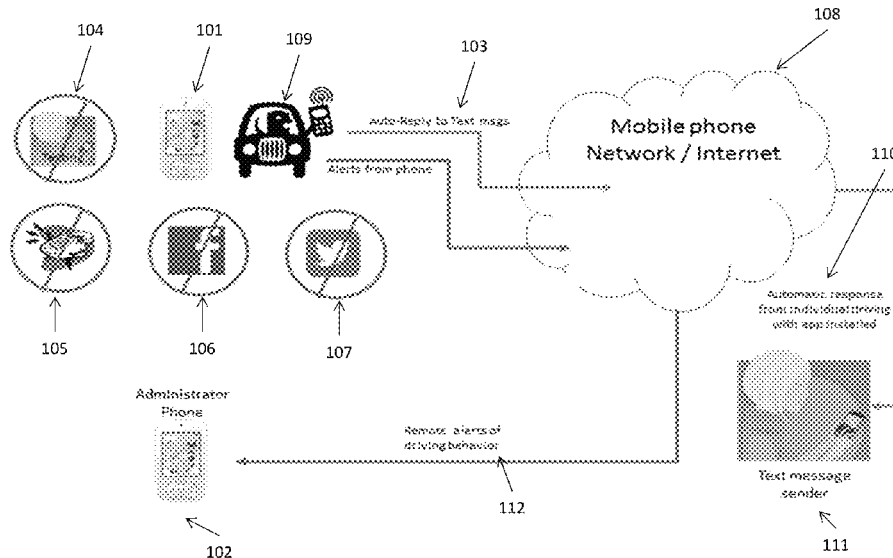 104
101
109
103
108
Auto-Reply to Text msgs
Mobile phone
Network / Internet
110
Alerts from phone
Automatic response
from individual driving
with app installed
105
106
107
Administrator
Phone
Remote alerts of
driving behavior
112
Text message
sender
102
111